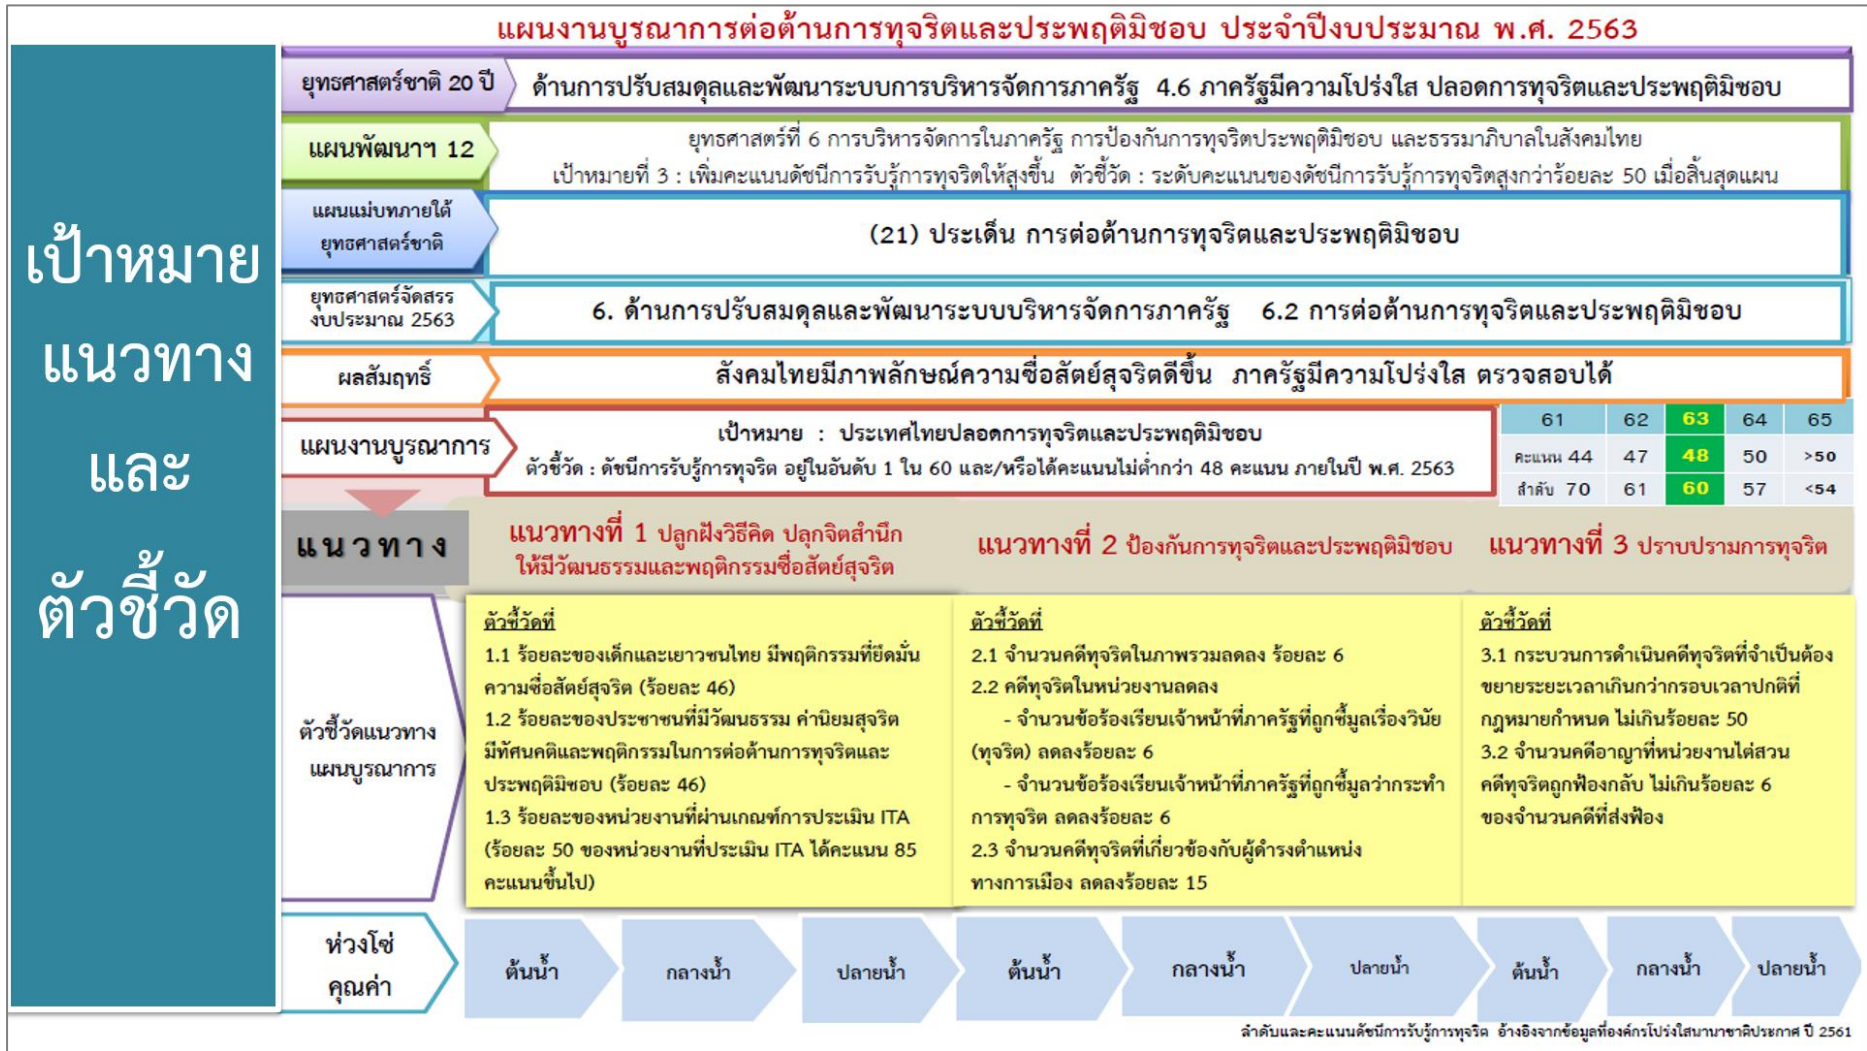 แผนงานบูรณาการต่อต้านการทุจริตและประพฤติมิชอบ ประจำปีงบประมาณ พ.ศ. 2563
เป้าหมาย
แนวทาง
และ
ตัวชี้วัด
ยุทธศาสตร์ชาติ 20 ปี
ด้านการปรับสมดุลและพัฒนาระบบการบริหารจัดการภาครัฐ 4.6 ภาครัฐมีความโปร่งใส ปลอดการทุจริตและประพฤติมิชอบ
แผนพัฒนาฯ 12
ยุทธศาสตร์ที่ 6 การบริหารจัดการในภาครัฐ การป้องกันการทุจริตประพฤติมิชอบ และธรรมาภิบาลในสังคมไทย
เป้าหมายที่ 3 : เพิ่มคะแนนดัชนีการรับรู้การทุจริตให้สูงขึ้น ตัวชี้วัด : ระดับคะแนนของดัชนีการรับรู้การทุจริตสูงกว่าร้อยละ 50 เมื่อสิ้นสุดแผน
แผนแม่บทภายใต้
ยุทธศาสตร์ชาติ
(21) ประเด็น การต่อต้านการทุจริตและประพฤติมิชอบ
ยุทธศาสตร์จัดสรร
งบประมาณ 2563
6. ด้านการปรับสมดุลและพัฒนาระบบบริหารจัดการภาครัฐ 6.2 การต่อต้านการทุจริตและประพฤติมิชอบ
ผลสัมฤทธิ์
สังคมไทยมีภาพลักษณ์ความซื่อสัตย์สุจริตดีขึ้น ภาครัฐมีความโปร่งใส ตรวจสอบได้
แผนงานบูรณาการ
เป้าหมาย : ประเทศไทยปลอดการทุจริตและประพฤติมิชอบ
ตัวชี้วัด : ดัชนีการรับรู้การทุจริต อยู่ในอันดับ 1 ใน 60 และ/หรือได้คะแนนไม่ต่ำกว่า 48 คะแนน ภายในปี พ.ศ. 2563
61 62 63 64 65
คะแนน 44 47 48 50 >50
ลำดับ 70 61 60 57 <54
แนวทาง
แนวทางที่ 1 ปลูกฝังวิธีคิด ปลุกจิตสำนึก
ให้มีวัฒนธรรมและพฤติกรรมซื่อสัตย์สุจริต
แนวทางที่ 2 ป้องกันการทุจริตและประพฤติมิชอบ
แนวทางที่ 3 ปราบปรามการทุจริต
ตัวชี้วัดแนวทาง
แผนบูรณาการ
ตัวชี้วัดที่
1.1 ร้อยละของเด็กและเยาวชนไทย มีพฤติกรรมที่ยึดมั่น
ความซื่อสัตย์สุจริต (ร้อยละ 46)
1.2 ร้อยละของประชาชนที่มีวัฒนธรรม ค่านิยมสุจริต
มีทัศนคติและพฤติกรรมในการต่อต้านการทุจริตและ
ประพฤติมิชอบ (ร้อยละ 46)
1.3 ร้อยละของหน่วยงานที่ผ่านเกณฑ์การประเมิน ITA
(ร้อยละ 50 ของหน่วยงานที่ประเมิน ITA ได้คะแนน 85
คะแนนขึ้นไป)
ตัวชี้วัดที่
2.1 จำนวนคดีทุจริตในภาพรวมลดลง ร้อยละ 6
2.2 คดีทุจริตในหน่วยงานลดลง
- จำนวนข้อร้องเรียนเจ้าหน้าที่ภาครัฐที่ถูกชี้มูลเรื่องวินัย
(ทุจริต) ลดลงร้อยละ 6
- จำนวนข้อร้องเรียนเจ้าหน้าที่ภาครัฐที่ถูกชี้มูลว่ากระทำ
การทุจริต ลดลงร้อยละ 6
2.3 จำนวนคดีทุจริตที่เกี่ยวข้องกับผู้ดำรงตำแหน่ง
ทางการเมือง ลดลงร้อยละ 15
ตัวชี้วัดที่
3.1 กระบวนการดำเนินคดีทุจริตที่จำเป็นต้อง
ขยายระยะเวลาเกินกว่ากรอบเวลาปกติที่
กฎหมายกำหนด ไม่เกินร้อยละ 50
3.2 จำนวนคดีอาญาที่หน่วยงานไต่สวน
คดีทุจริตถูกฟ้องกลับ ไม่เกินร้อยละ 6
ของจำนวนคดีที่ส่งฟ้อง
ห่วงโซ่
คุณค่า
ต้นน้ำ
กลางน้ำ
ปลายน้ำ
ต้นน้ำ
กลางน้ำ
ปลายน้ำ
ต้นน้ำ
กลางน้ำ
ปลายน้ำ
ลำดับและคะแนนดัชนีการรับรู้การทุจริต อ้างอิงจากข้อมูลที่องค์กรโปร่งใสนานาชาติประกาศ ปี 2561